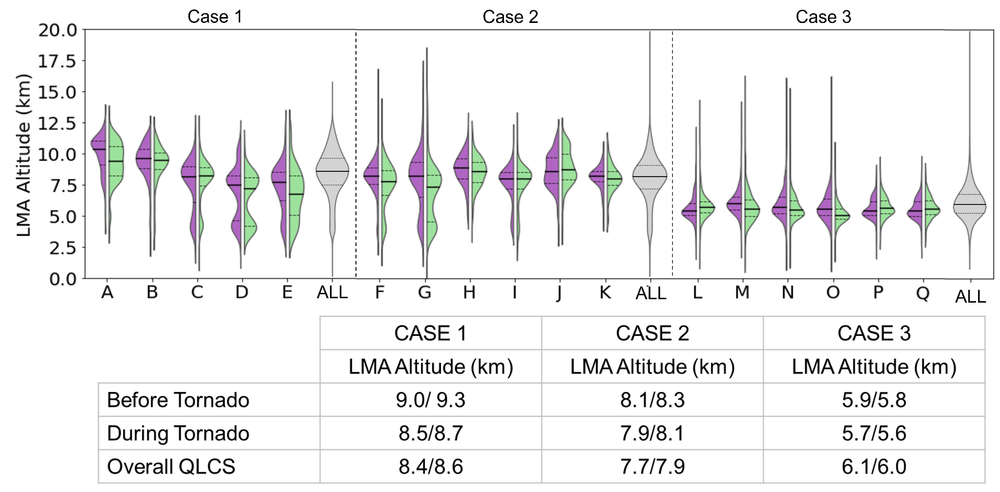 Case 1 Case 2 Case 3
20.0
17.5
15.0
12.5
10.0
7.5
5.0
2.5
0.0
LMA Altitude (km)
A B C D E ALL F G H I J K ALL L M N O P Q ALL
CASE 1 CASE 2 CASE 3
LMA Altitude (km) LMA Altitude (km) LMA Altitude (km)
Before Tornado 9.0/ 9.3 8.1/8.3 5.9/5.8
During Tornado 8.5/8.7 7.9/8.1 5.7/5.6
Overall QLCS 8.4/8.6 7.7/7.9 6.1/6.0